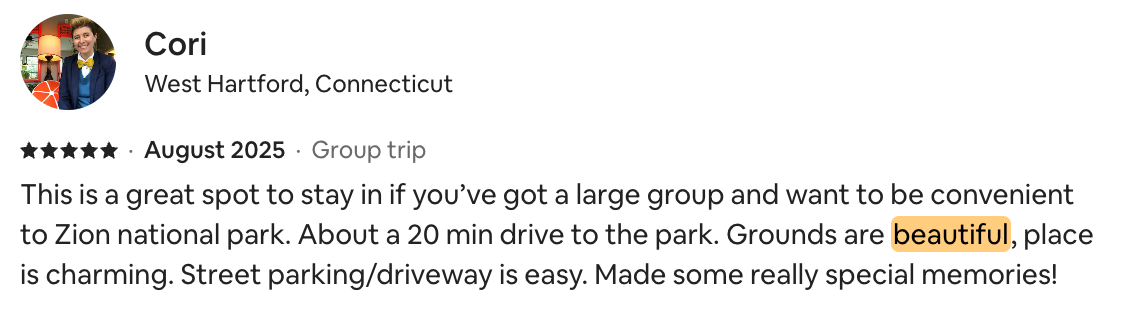 Cori
West Hartford, Connecticut
★★★★★ · August 2025 · Group trip
This is a great spot to stay in if you’ve got a large group and want to be convenient
to Zion national park. About a 20 min drive to the park. Grounds are beautiful, place
is charming. Street parking/driveway is easy. Made some really special memories!